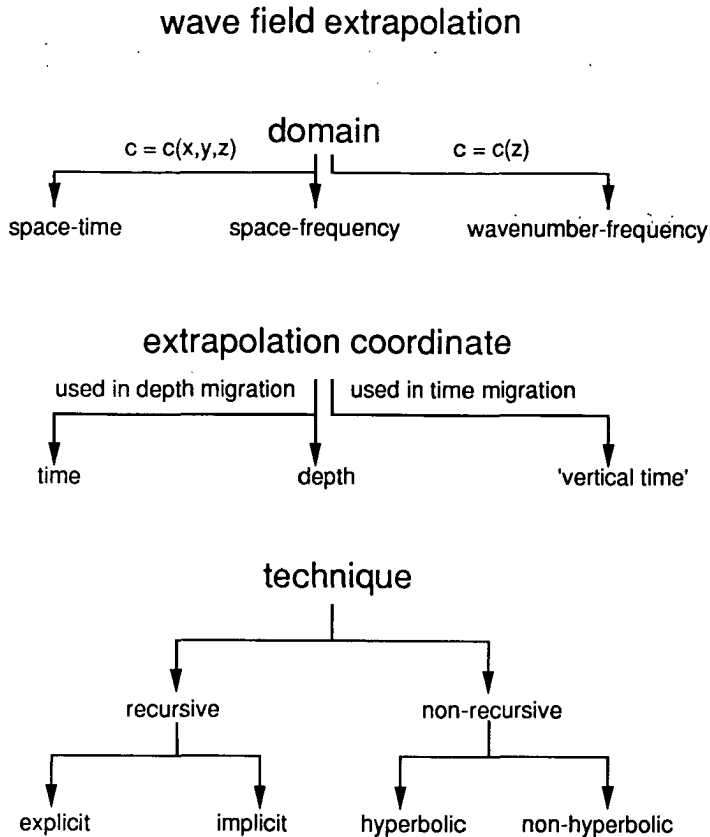 wave field extrapolation
domain
c = c(x,y,z)
c = c(z)
space-time
space-frequency
wavenumber-frequency
extrapolation coordinate
used in depth migration
used in time migration
time
depth
'vertical time'
technique
recursive
non-recursive
explicit
implicit
hyperbolic
non-hyperbolic